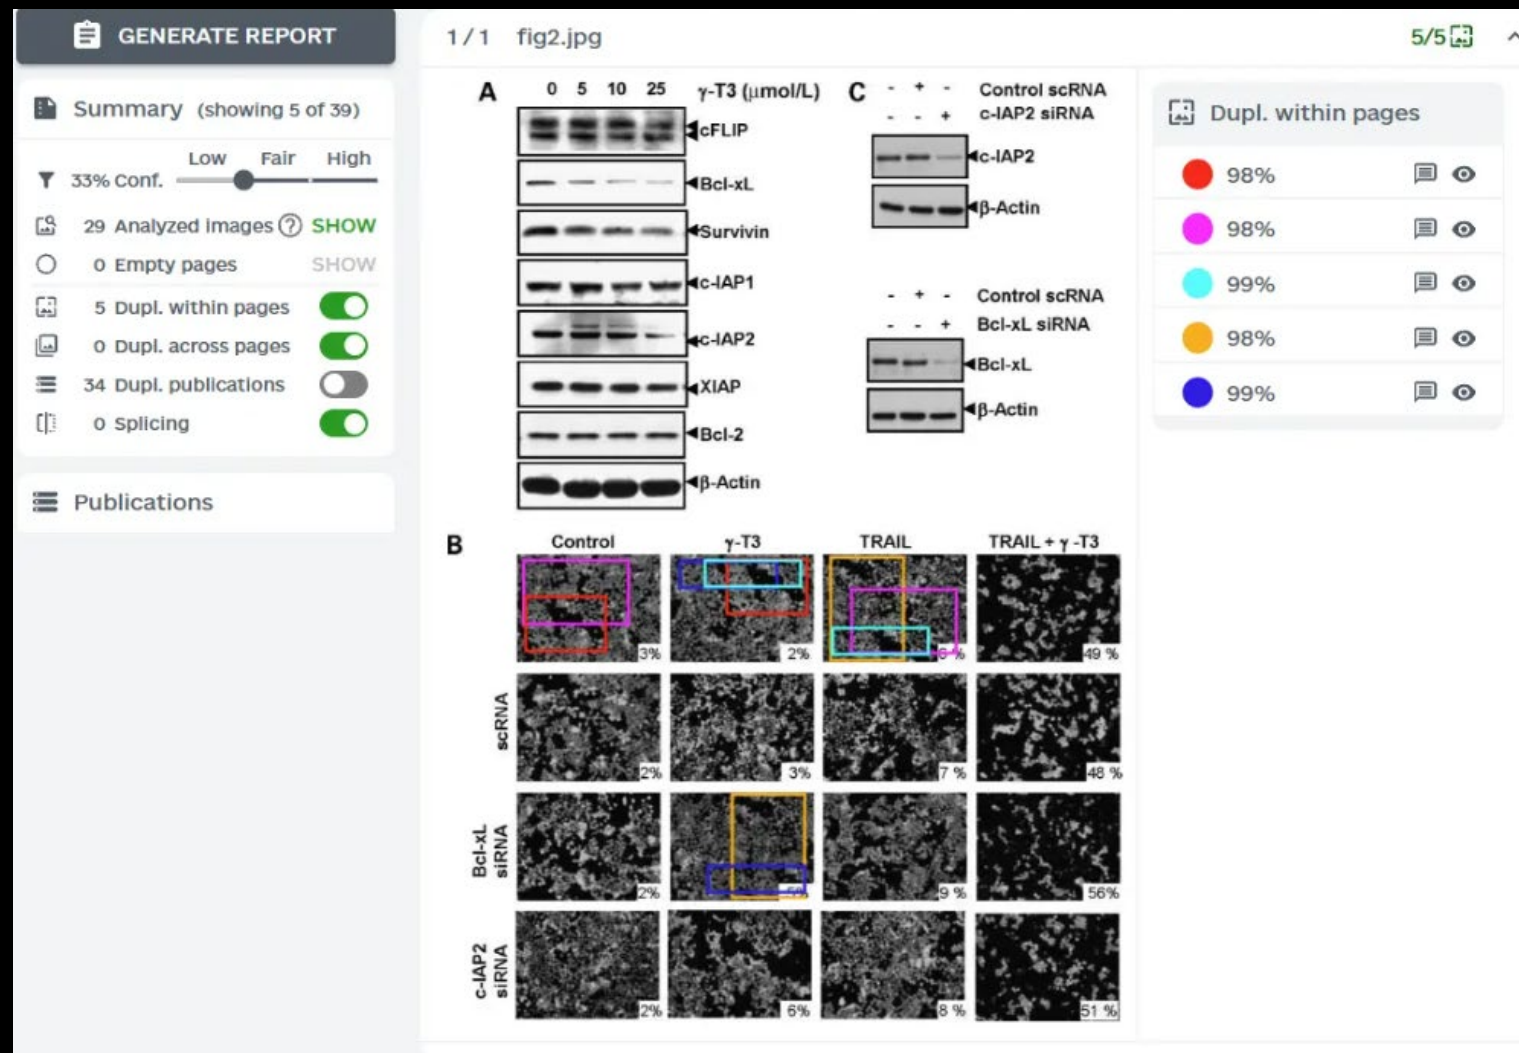 GENERATE REPORT
Summary (showing 5 of 39)
Low Fair High
33% Conf.
29 Analyzed images ? SHOW
0 Empty pages SHOW
5 Dupl. within pages
0 Dupl. across pages
34 Dupl. publications
0 Splicing
Publications
1 / 1 fig2.jpg
5/5
A
0 5 10 25 γ-T3 (μmol/L)
cFLIP
Bcl-xL
Survivin
c-IAP1
c-IAP2
XIAP
Bcl-2
β-Actin
C
- + - Control scRNA
- - + c-IAP2 siRNA
c-IAP2
β-Actin
- + - Control scRNA
- - + Bcl-xL siRNA
Bcl-xL
β-Actin
B
Control γ-T3 TRAIL TRAIL + γ -T3
3% 2% 49 %
scRNA
2% 3% 7 % 48 %
Bcl-xL
siRNA
2% 9 % 56%
c-IAP2
siRNA
2% 6% 8 % 51 %
Dupl. within pages
98%
98%
99%
98%
99%